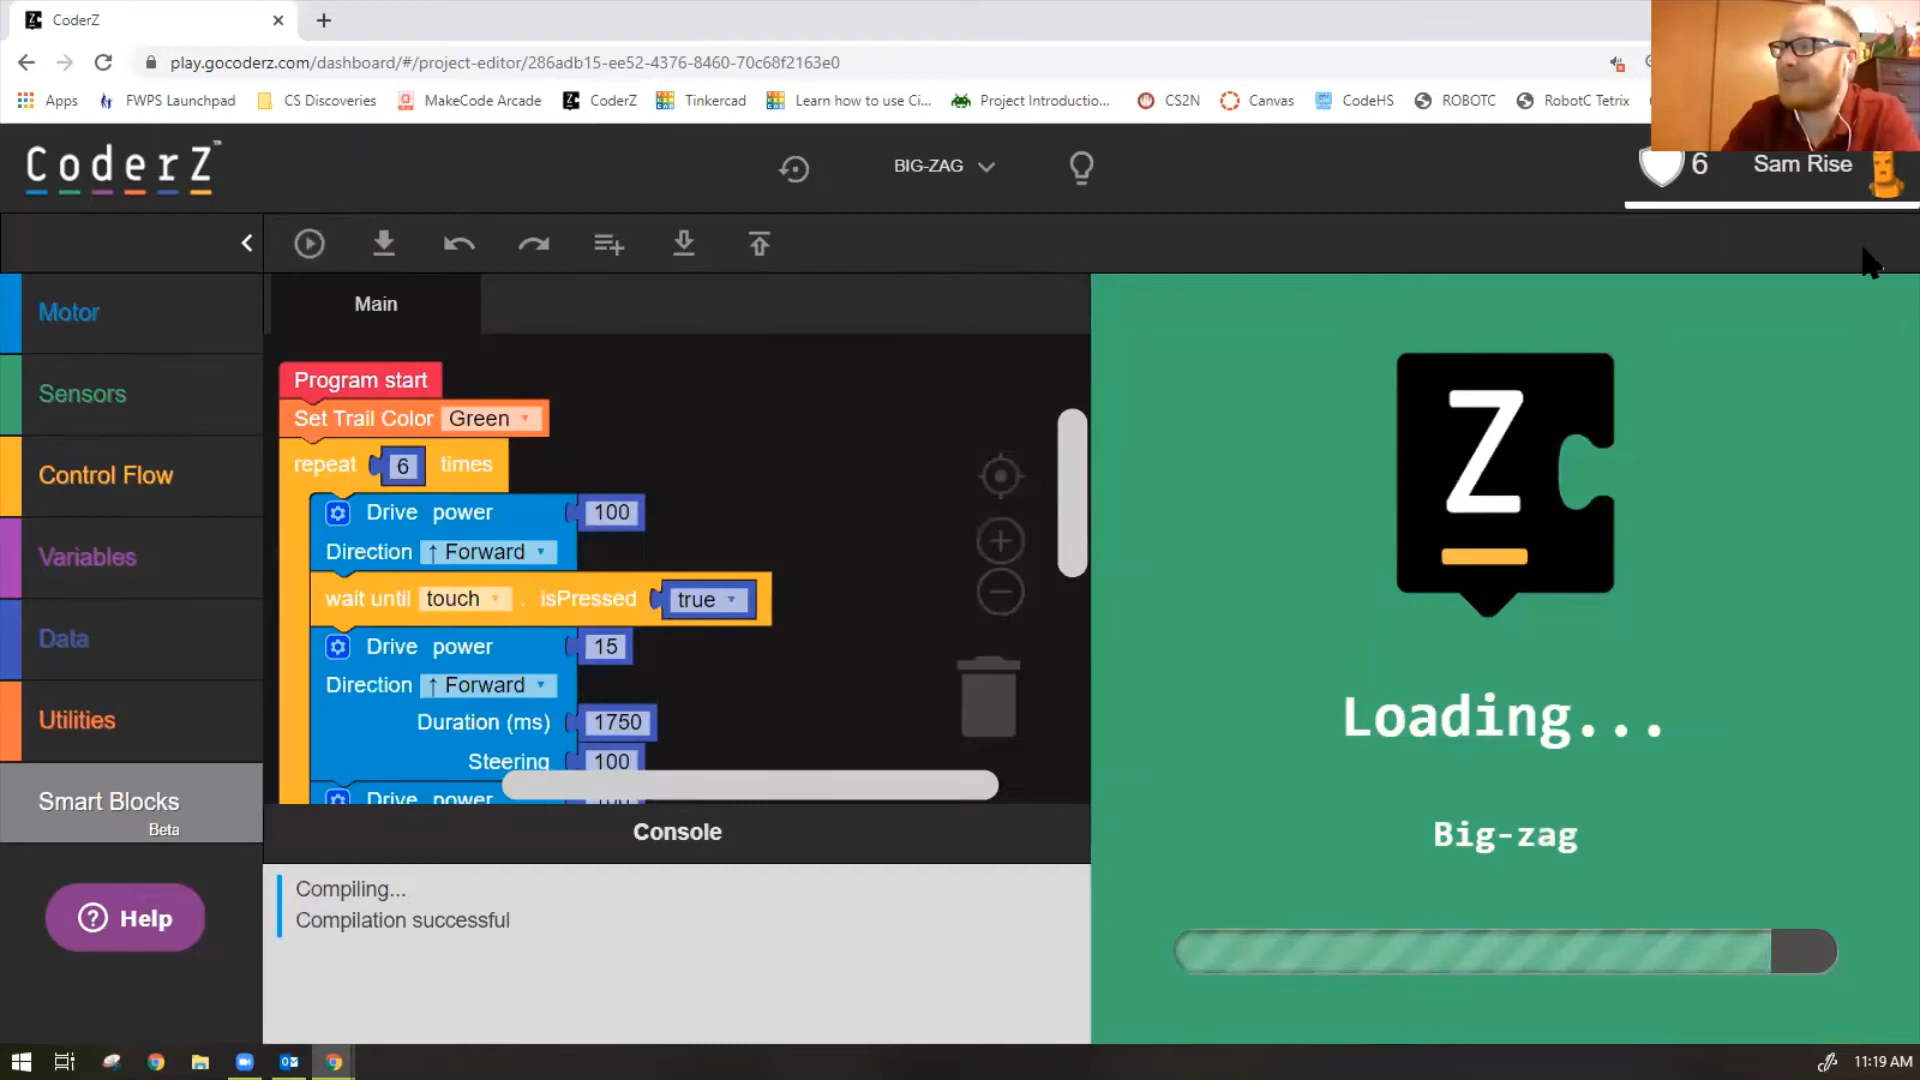 CoderZ
play.gocoderz.com/dashboard/#/project-editor/286adb15-ee52-4376-8460-70c68f2163e0
Apps
FWPS Launchpad
CS Discoveries
MakeCode Arcade
CoderZ
Tinkercad
Learn how to use Ci...
Project Introductio...
CS2N
Canvas
CodeHS
ROBOTC
RobotC Tetrix
CoderZ™
BIG-ZAG
6
Sam Rise
Motor
Sensors
Control Flow
Variables
Data
Utilities
Smart Blocks
Beta
Help
Main
Program start
Set Trail Color Green
repeat 6 times
Drive power 100
Direction ↑ Forward
wait until touch . isPressed true
Drive power 15
Direction ↑ Forward
Duration (ms) 1750
Steering 100
Drive power
Console
Compiling...
Compilation successful
Z
Loading...
Big-zag
11:19 AM